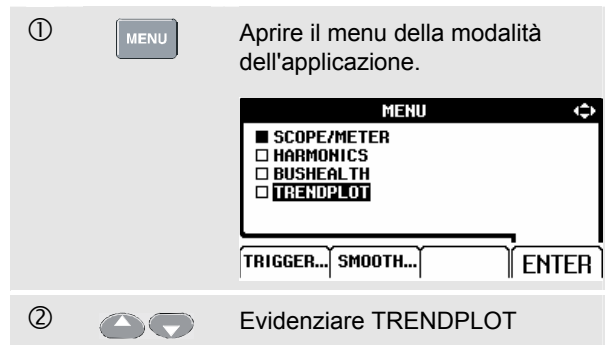 ①
MENU
Aprire il menu della modalità
dell'applicazione.
MENU
■ SCOPE/METER
□ HARMONICS
□ BUSHEALTH
□ TRENDPLOT
TRIGGER... SMOOTH... ENTER
②
Evidenziare TRENDPLOT